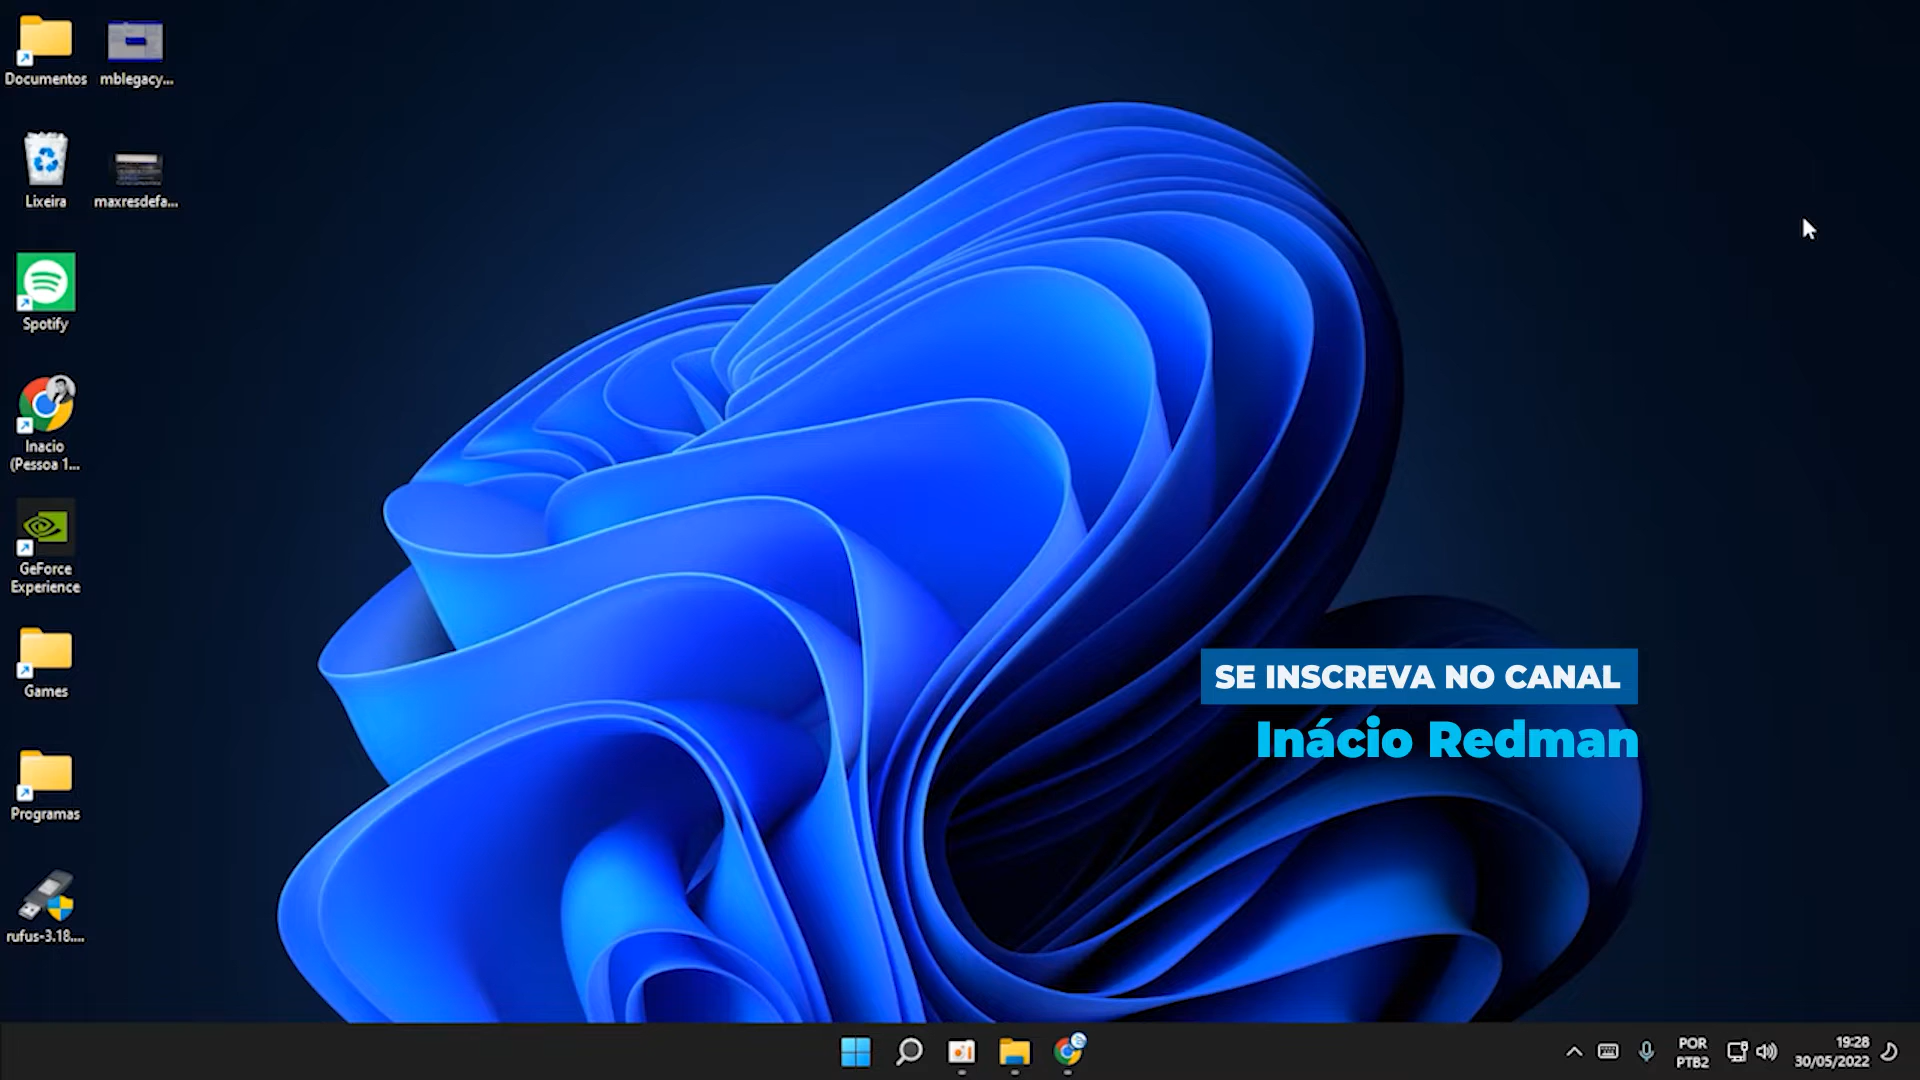 Documentos
mblegacy...
Lixeira
maxresdefa...
Spotify
Inacio
(Pessoa 1...
GeForce
Experience
Games
Programas
rufus-3.18....
SE INSCREVA NO CANAL
Inácio Redman
POR
PTB2
19:28
30/05/2022